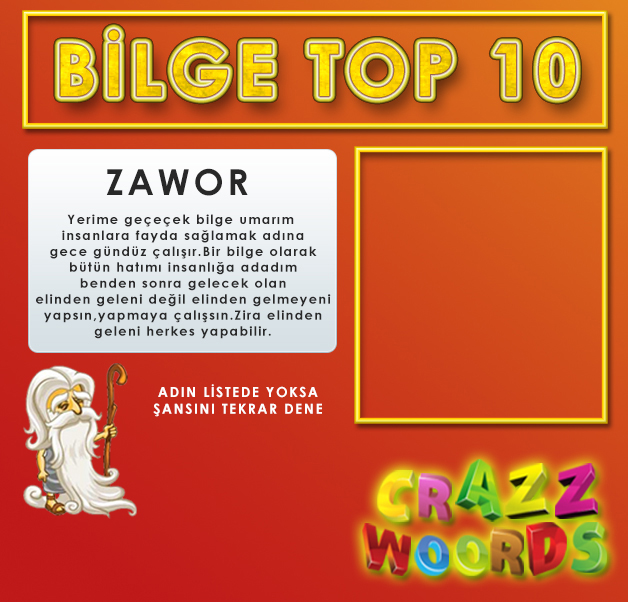 BİLGE TOP 10
ZAWOR
Yerime geçeçek bilge umarım
insanlara fayda sağlamak adına
gece gündüz çalışır.Bir bilge olarak
bütün hatımı insanlığa adadım
benden sonra gelecek olan
elinden geleni değil elinden gelmeyeni
yapsın,yapmaya çalışsın.Zira elinden
geleni herkes yapabilir.
ADIN LİSTEDE YOKSA
ŞANSINI TEKRAR DENE
CRAZZ
WOORDS